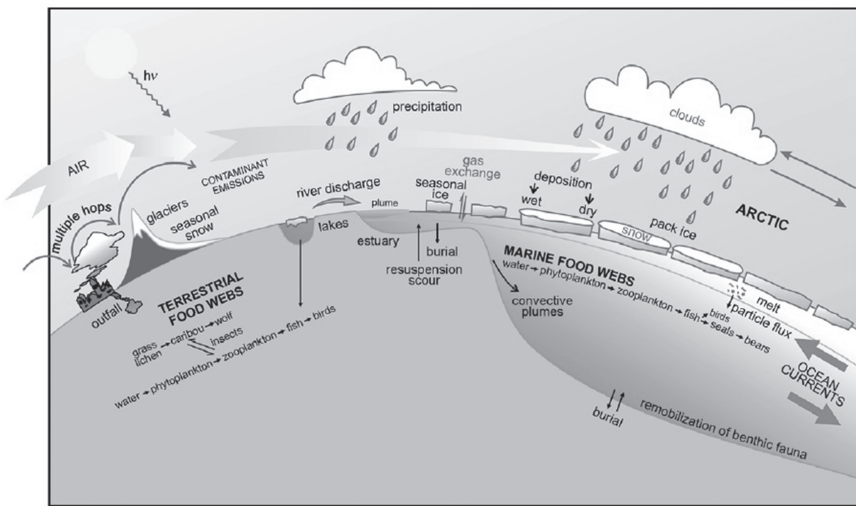 hν
precipitation
clouds
AIR
CONTAMINANT
EMISSIONS
gas
exchange
multiple hops
glaciers
seasonal
snow
river discharge
plume
seasonal
ice
deposition
wet
dry
pack ice
snow
ARCTIC
lakes
estuary
burial
resuspension
scour
outfall
TERRESTRIAL
FOOD WEBS
grass
lichen → caribou → wolf
insects
water → phytoplankton → zooplankton → fish → birds
MARINE FOOD WEBS
water → phytoplankton → zooplankton → fish → seals → bears
birds
melt
particle flux
convective
plumes
OCEAN
CURRENTS
burial
remobilization of benthic fauna